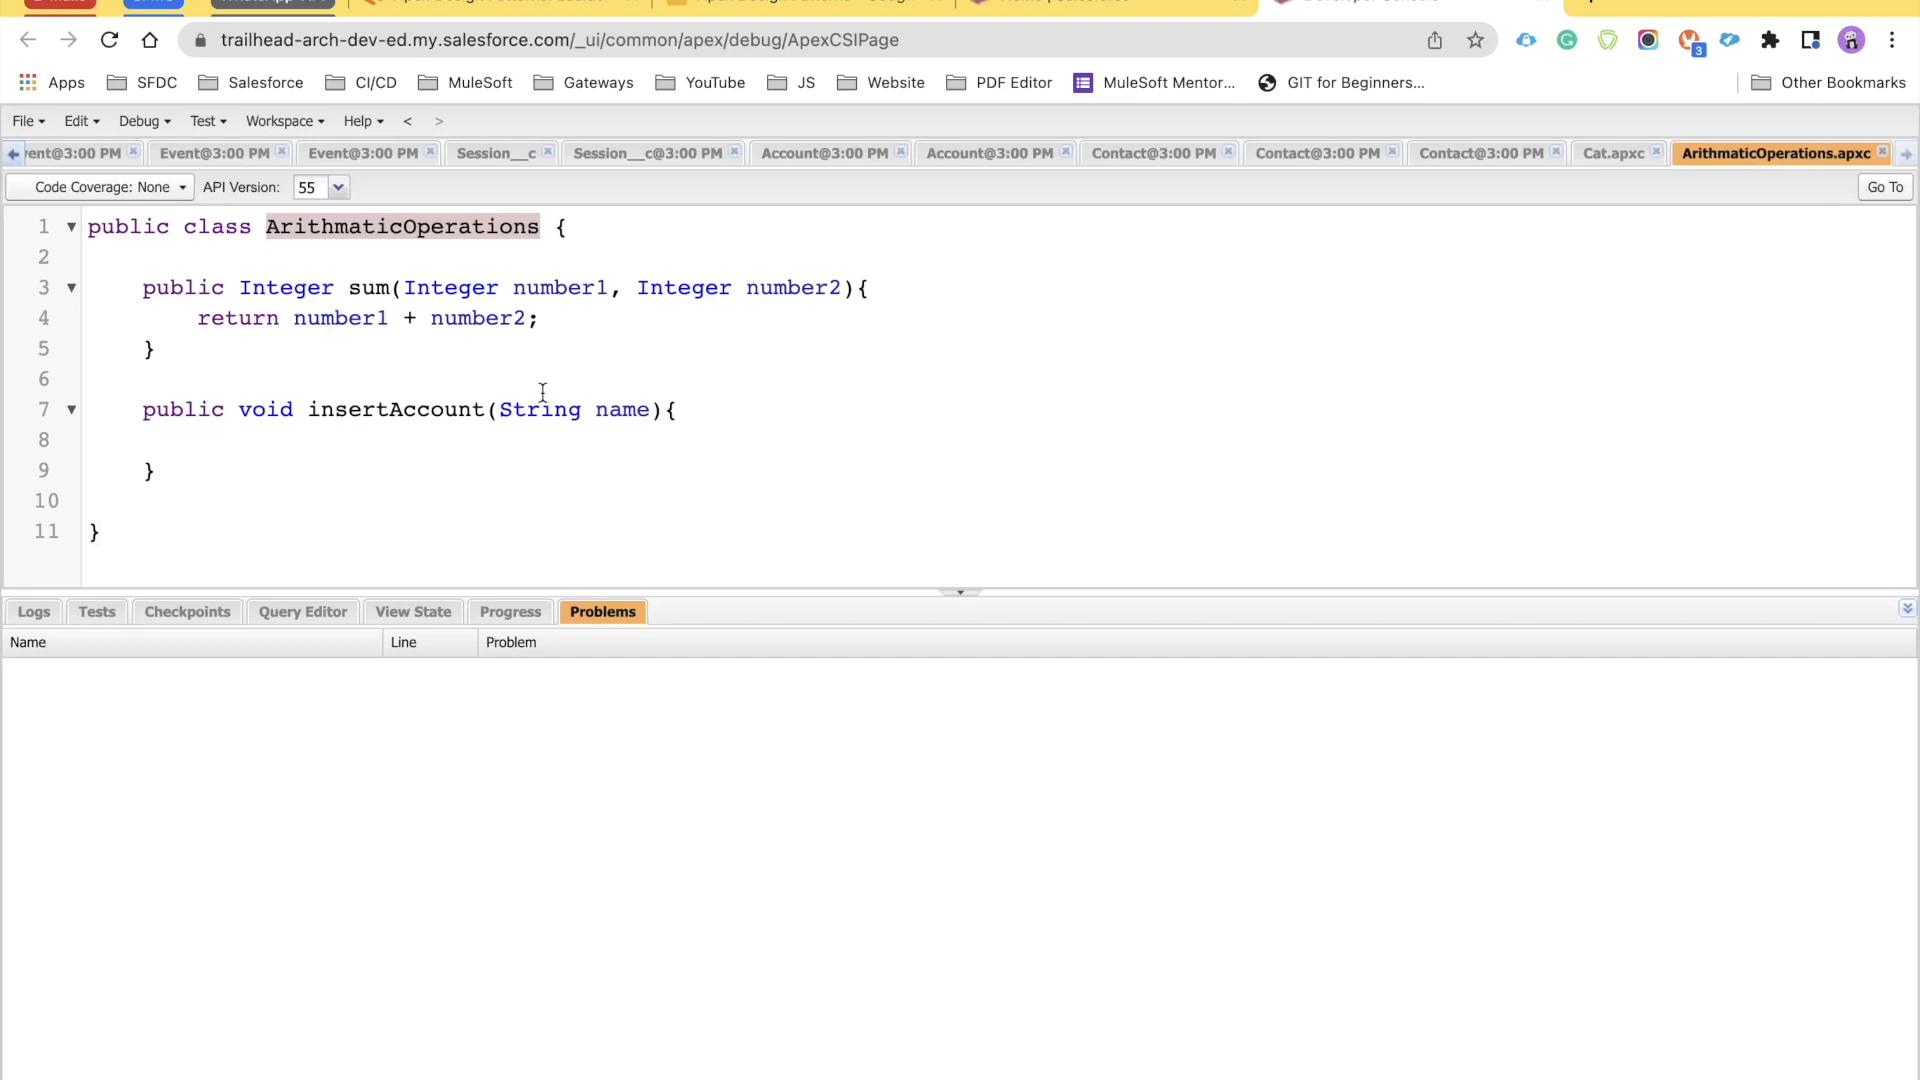 trailhead-arch-dev-ed.my.salesforce.com/_ui/common/apex/debug/ApexCSIPage
3
Apps SFDC Salesforce CI/CD MuleSoft Gateways YouTube JS Website PDF Editor MuleSoft Mentor... GIT for Beginners... Other Bookmarks
File Edit Debug Test Workspace Help < >
vent@3:00 PM Event@3:00 PM Event@3:00 PM Session__c Session__c@3:00 PM Account@3:00 PM Account@3:00 PM Contact@3:00 PM Contact@3:00 PM Contact@3:00 PM Cat.apxc ArithmaticOperations.apxc
Code Coverage: None API Version: 55 Go To
1 public class ArithmaticOperations {
2
3 public Integer sum(Integer number1, Integer number2){
4 return number1 + number2;
5 }
6
7 public void insertAccount(String name){
8
9 }
10
11 }
Logs Tests Checkpoints Query Editor View State Progress Problems
Name Line Problem